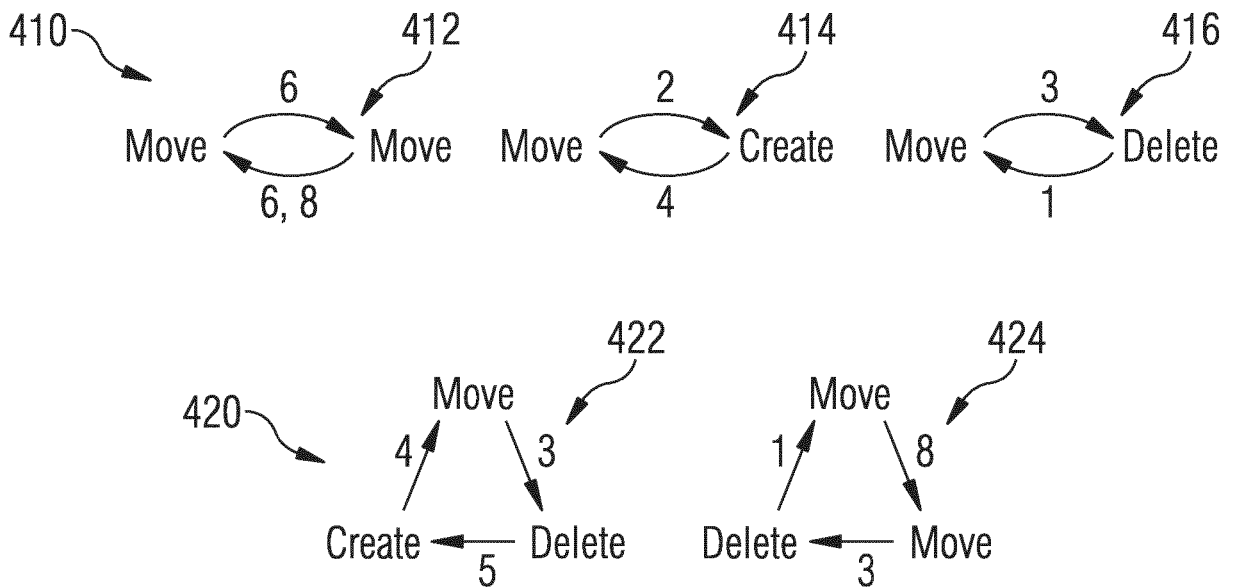 410 412 414 416
6 2 3
Move Move Move Create Move Delete
6, 8 4 1
422 424
420 Move Move
4 3 1 8
Create Delete Delete Move
5 3